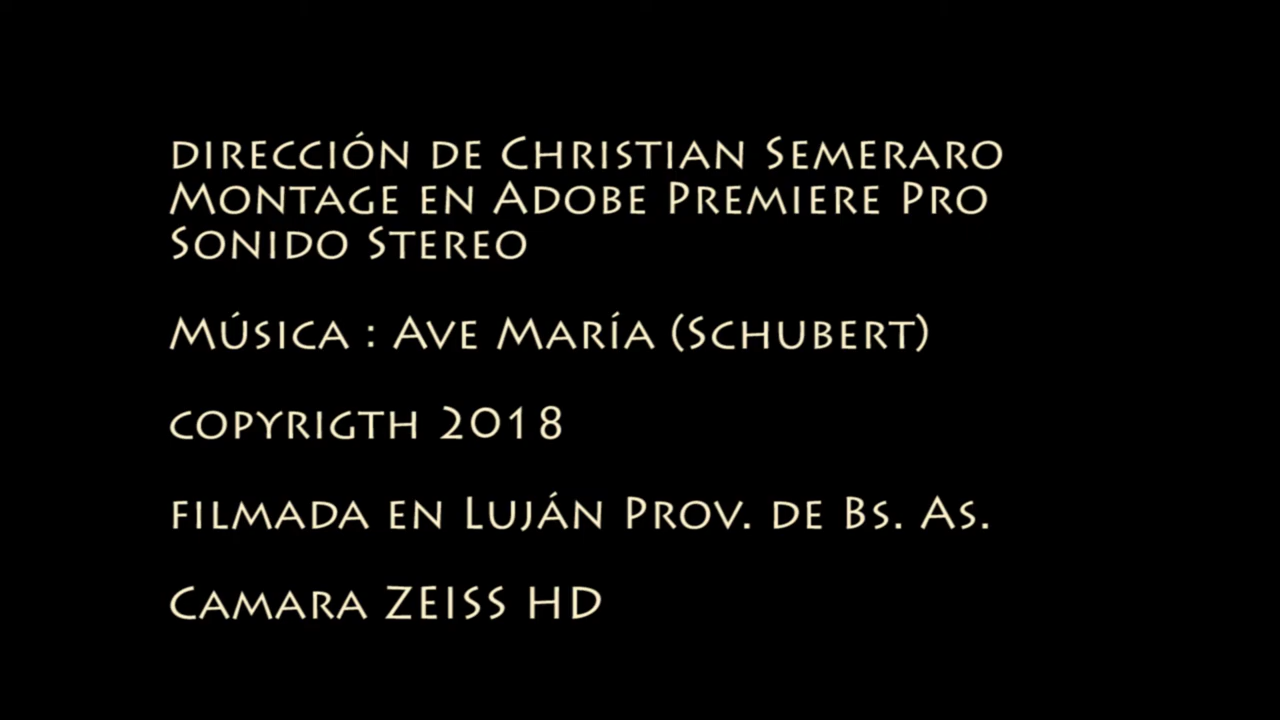 dirección de Christian Semeraro
Montage en Adobe Premiere Pro
Sonido Stereo
Música : Ave María (Schubert)
copyrigth 2018
filmada en Luján Prov. de Bs. As.
Camara ZEISS HD